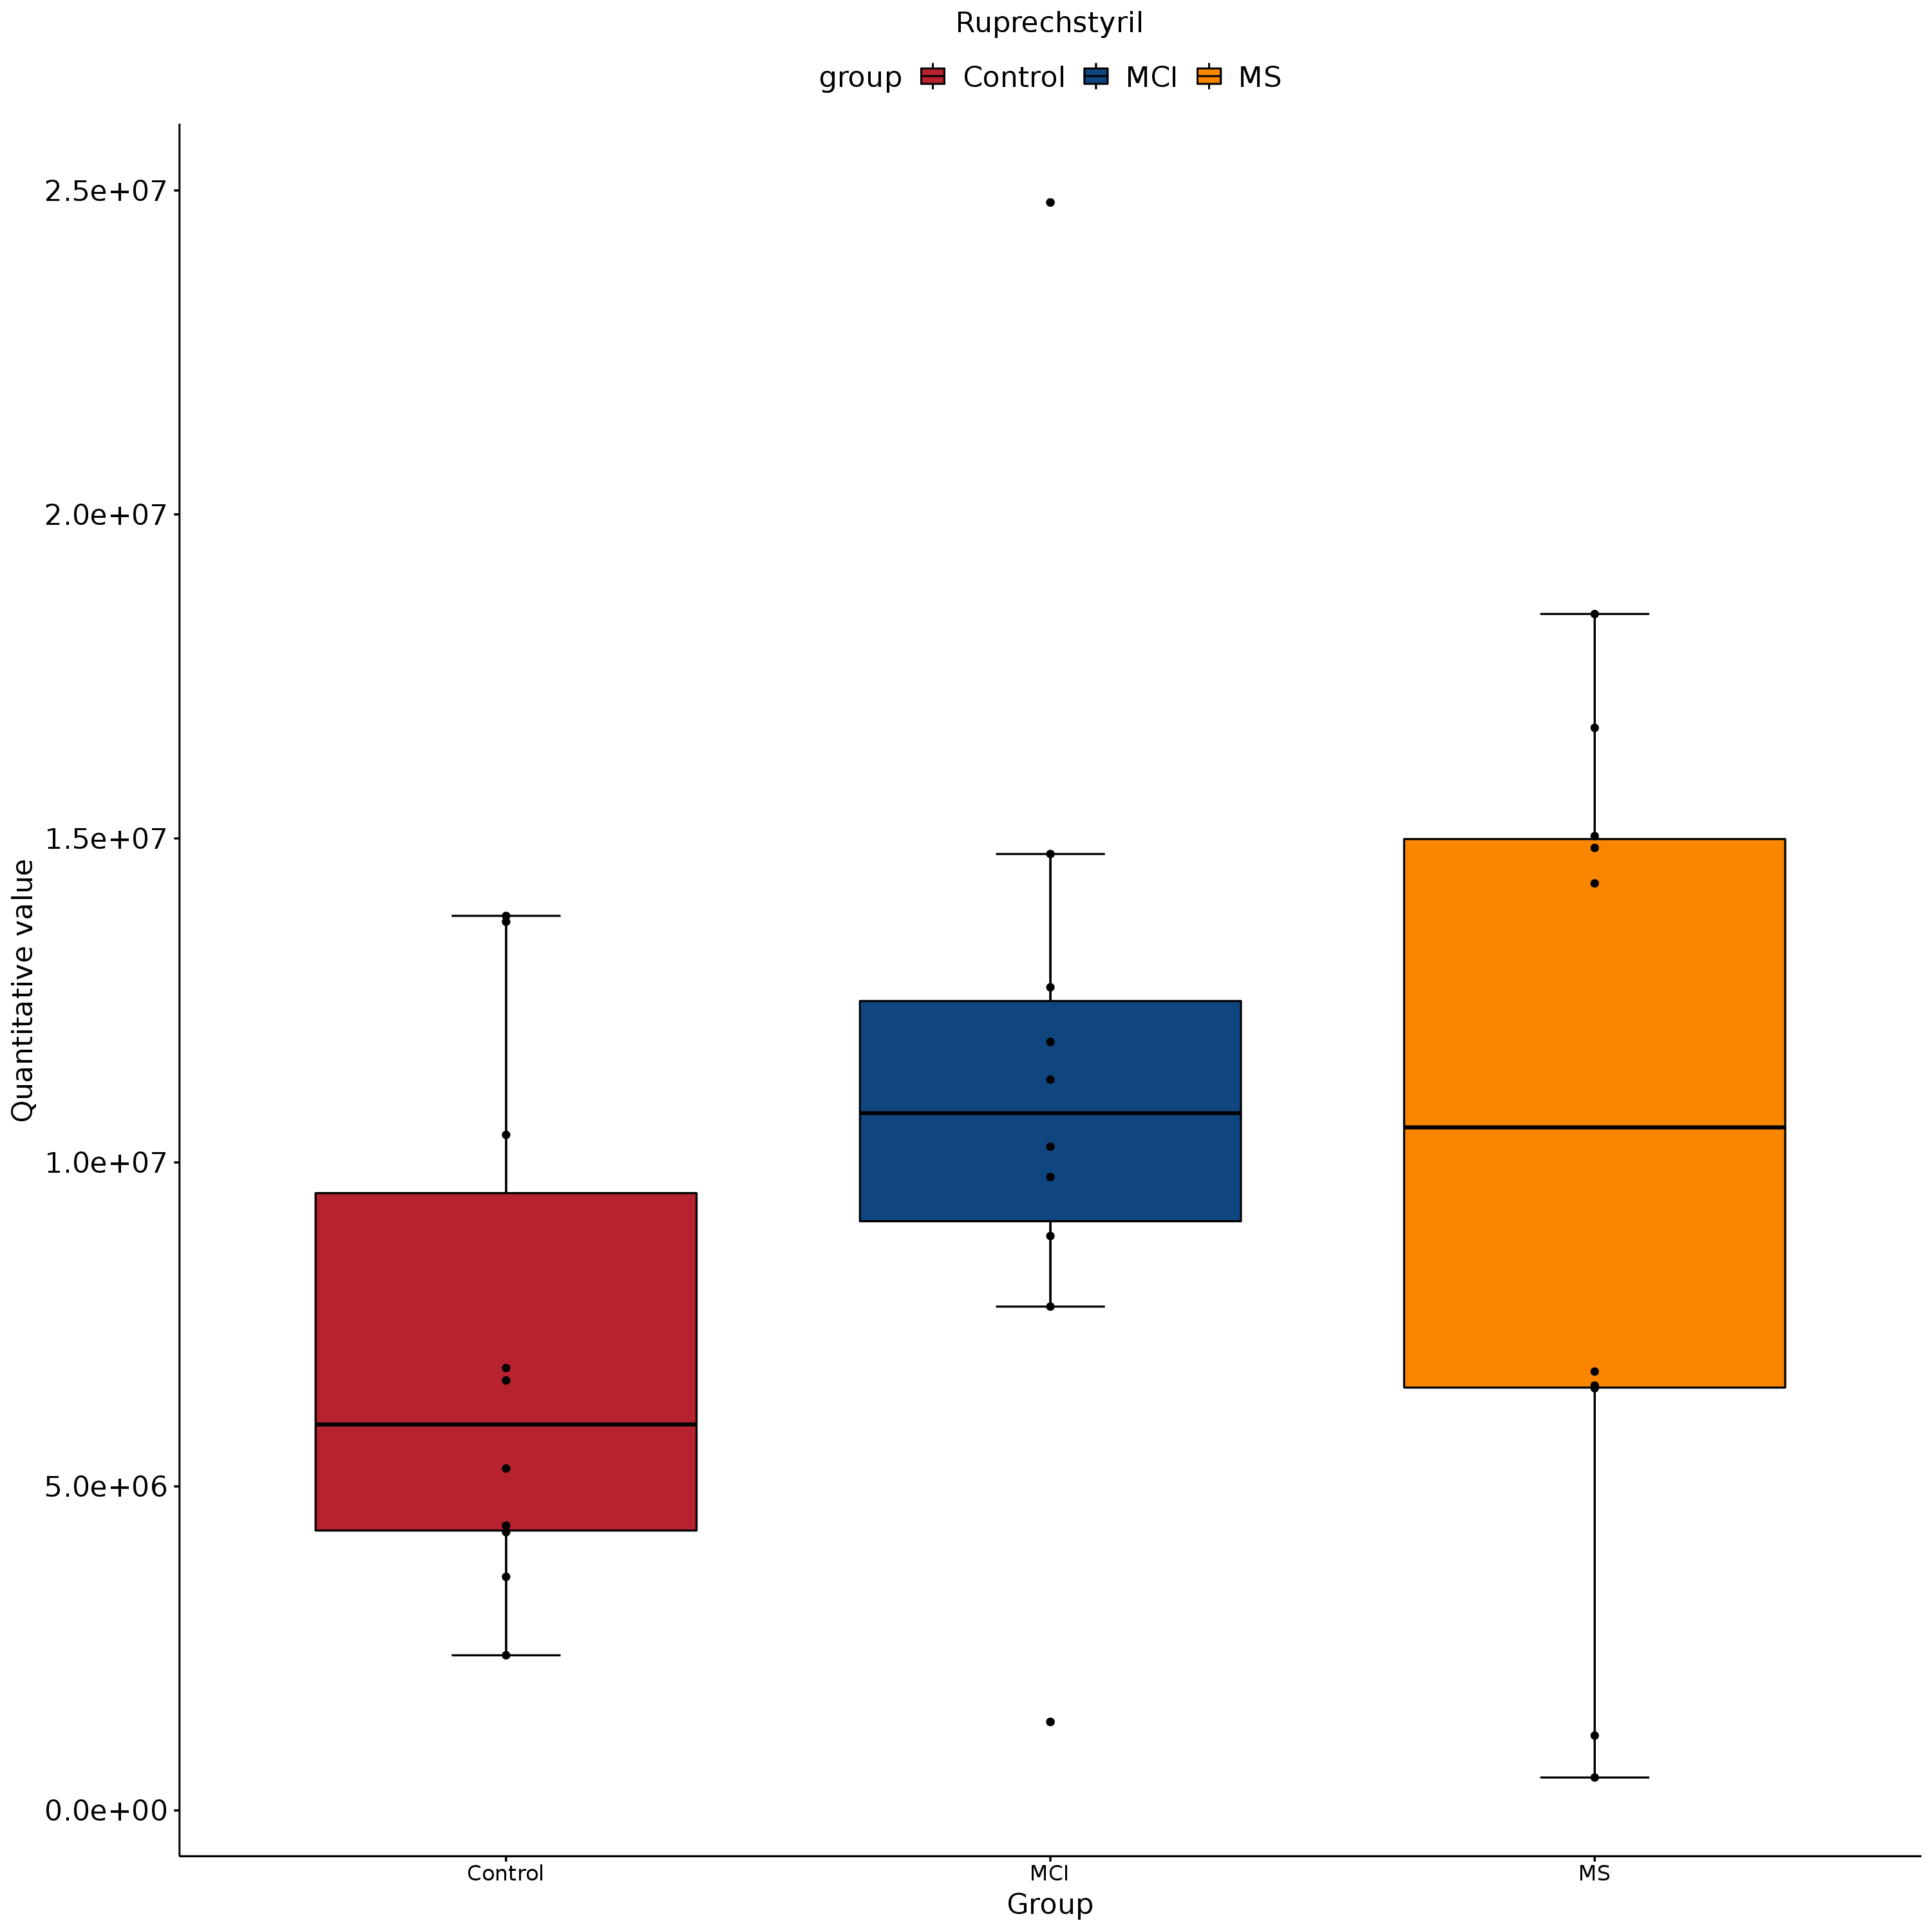 Ruprechstyril
group Control MCI MS
Quantitative value
2.5e+07
2.0e+07
1.5e+07
1.0e+07
5.0e+06
0.0e+00
Control MCI MS
Group